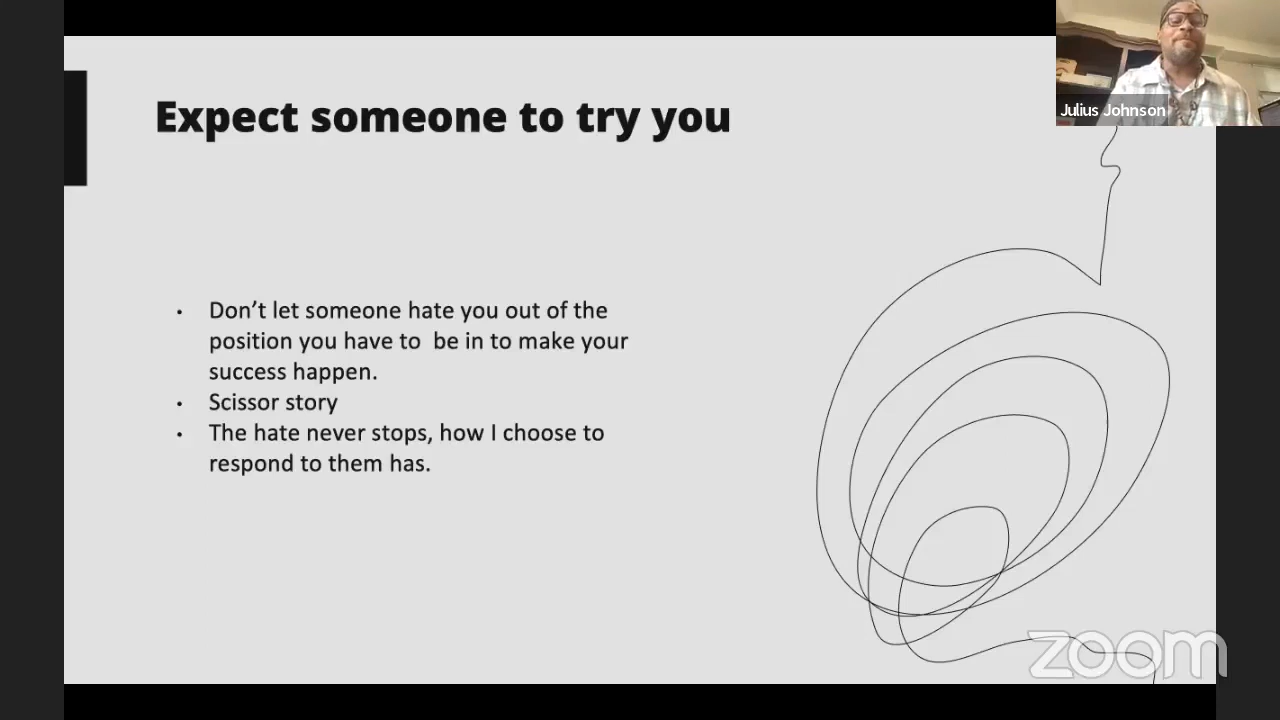 Expect someone to try you
Julius Johnson
• Don’t let someone hate you out of the
position you have to  be in to make your
success happen.
• Scissor story
• The hate never stops, how I choose to
respond to them has.
zoom